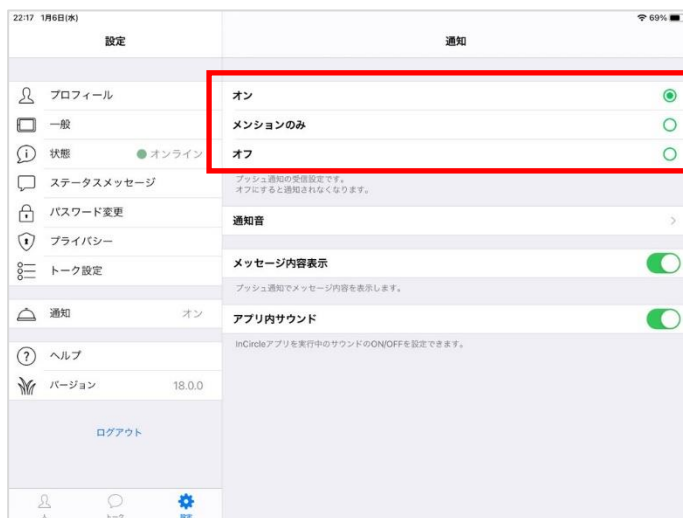 22:17 1月6日(水)
69%
設定
プロフィール
一般
状態 オンライン
ステータスメッセージ
パスワード変更
プライバシー
トーク設定
通知 オン
ヘルプ
バージョン 18.0.0
ログアウト
通知
オン
メンションのみ
オフ
プッシュ通知の受信設定です。
オフにすると通知されなくなります。
通知音
メッセージ内容表示
プッシュ通知でメッセージ内容を表示します。
アプリ内サウンド
InCircleアプリを実行中のサウンドのON/OFFを設定できます。